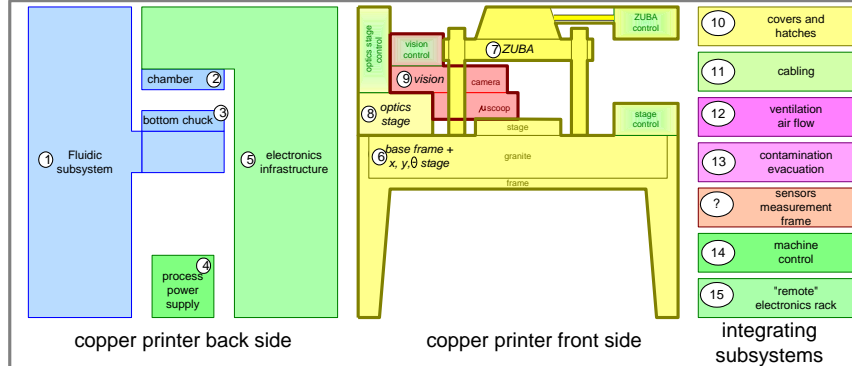 chamber
2
3
bottom chuck
1
Fluidic
subsystem
5
electronics
infrastructure
4
process
power
supply
copper printer back side
optics stage
control
vision
control
ZUBA
control
7
ZUBA
9
vision
camera
μscoop
8
optics
stage
stage
stage
control
6
base frame +
x, y,θ stage
granite
frame
copper printer front side
10
covers and
hatches
11
cabling
12
ventilation
air flow
13
contamination
evacuation
?
sensors
measurement
frame
14
machine
control
15
"remote"
electronics rack
integrating
subsystems